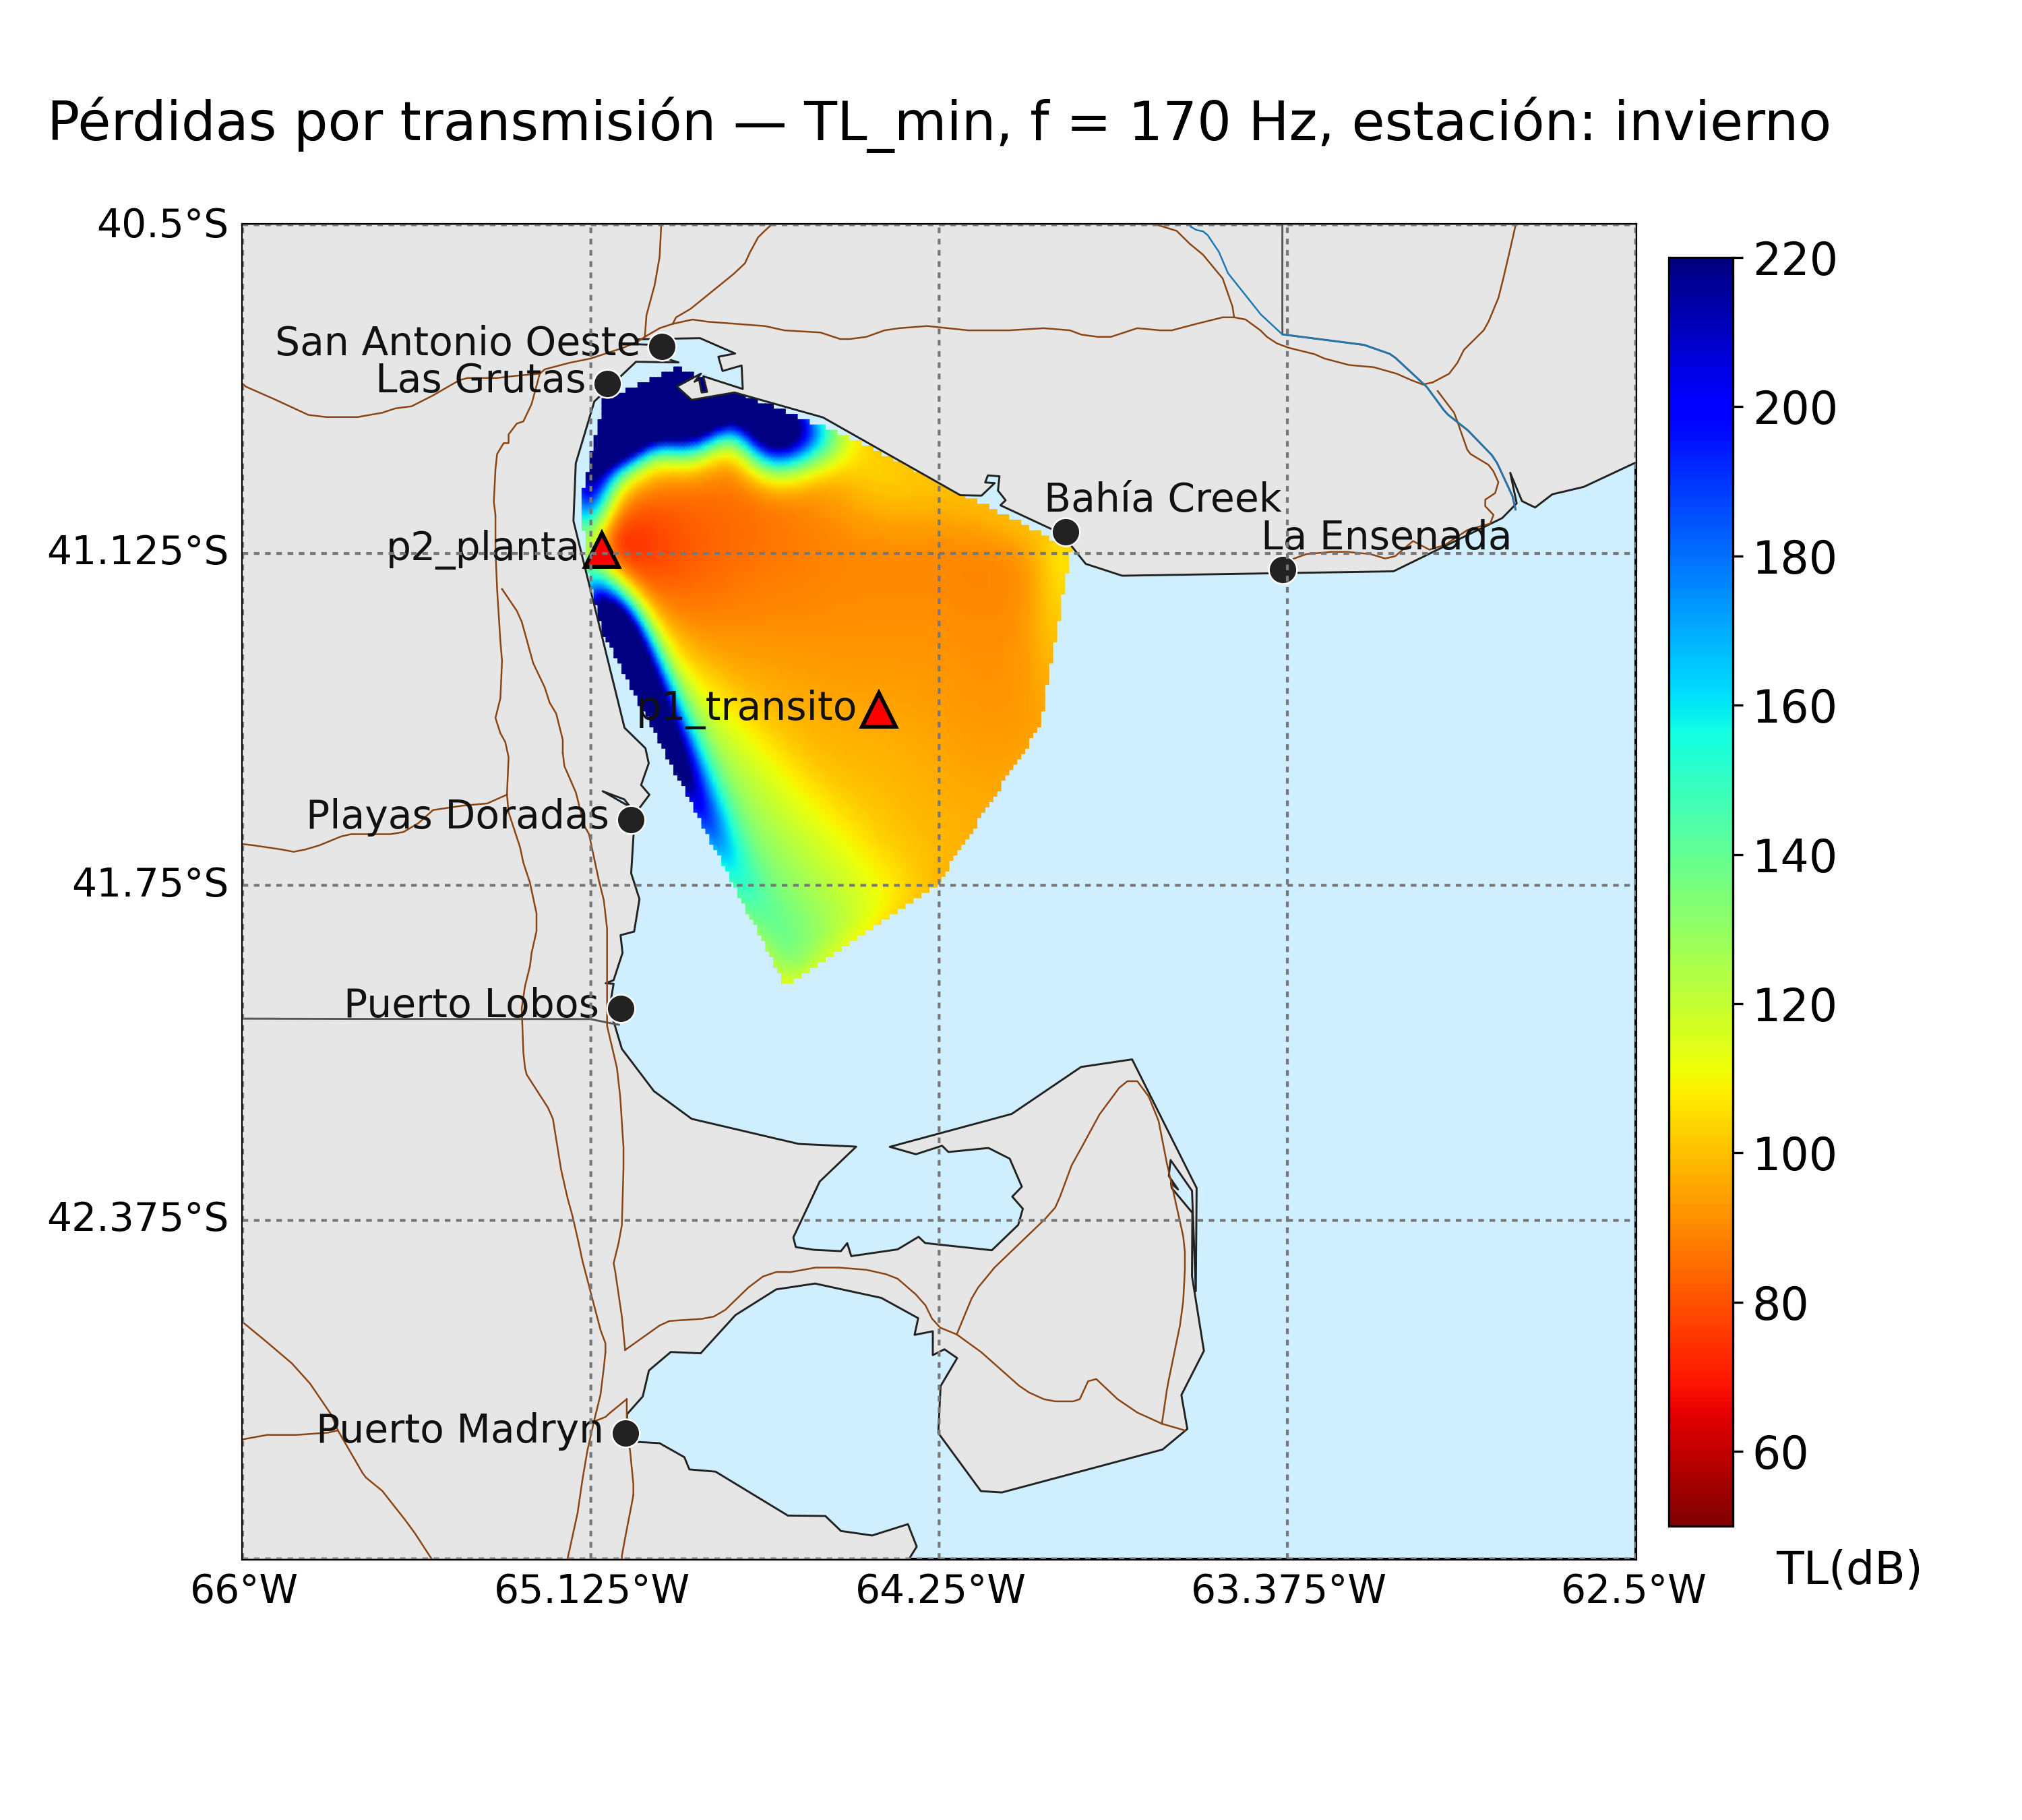 Pérdidas por transmisión — TL_min, f = 170 Hz, estación: invierno
40.5°S
220
San Antonio Oeste
Las Grutas
200
Bahía Creek
La Ensenada
p2_planta
41.125°S
180
p1_transito
160
Playas Doradas
140
41.75°S
Puerto Lobos
120
100
42.375°S
80
Puerto Madryn
60
TL(dB)
66°W 65.125°W 64.25°W 63.375°W 62.5°W